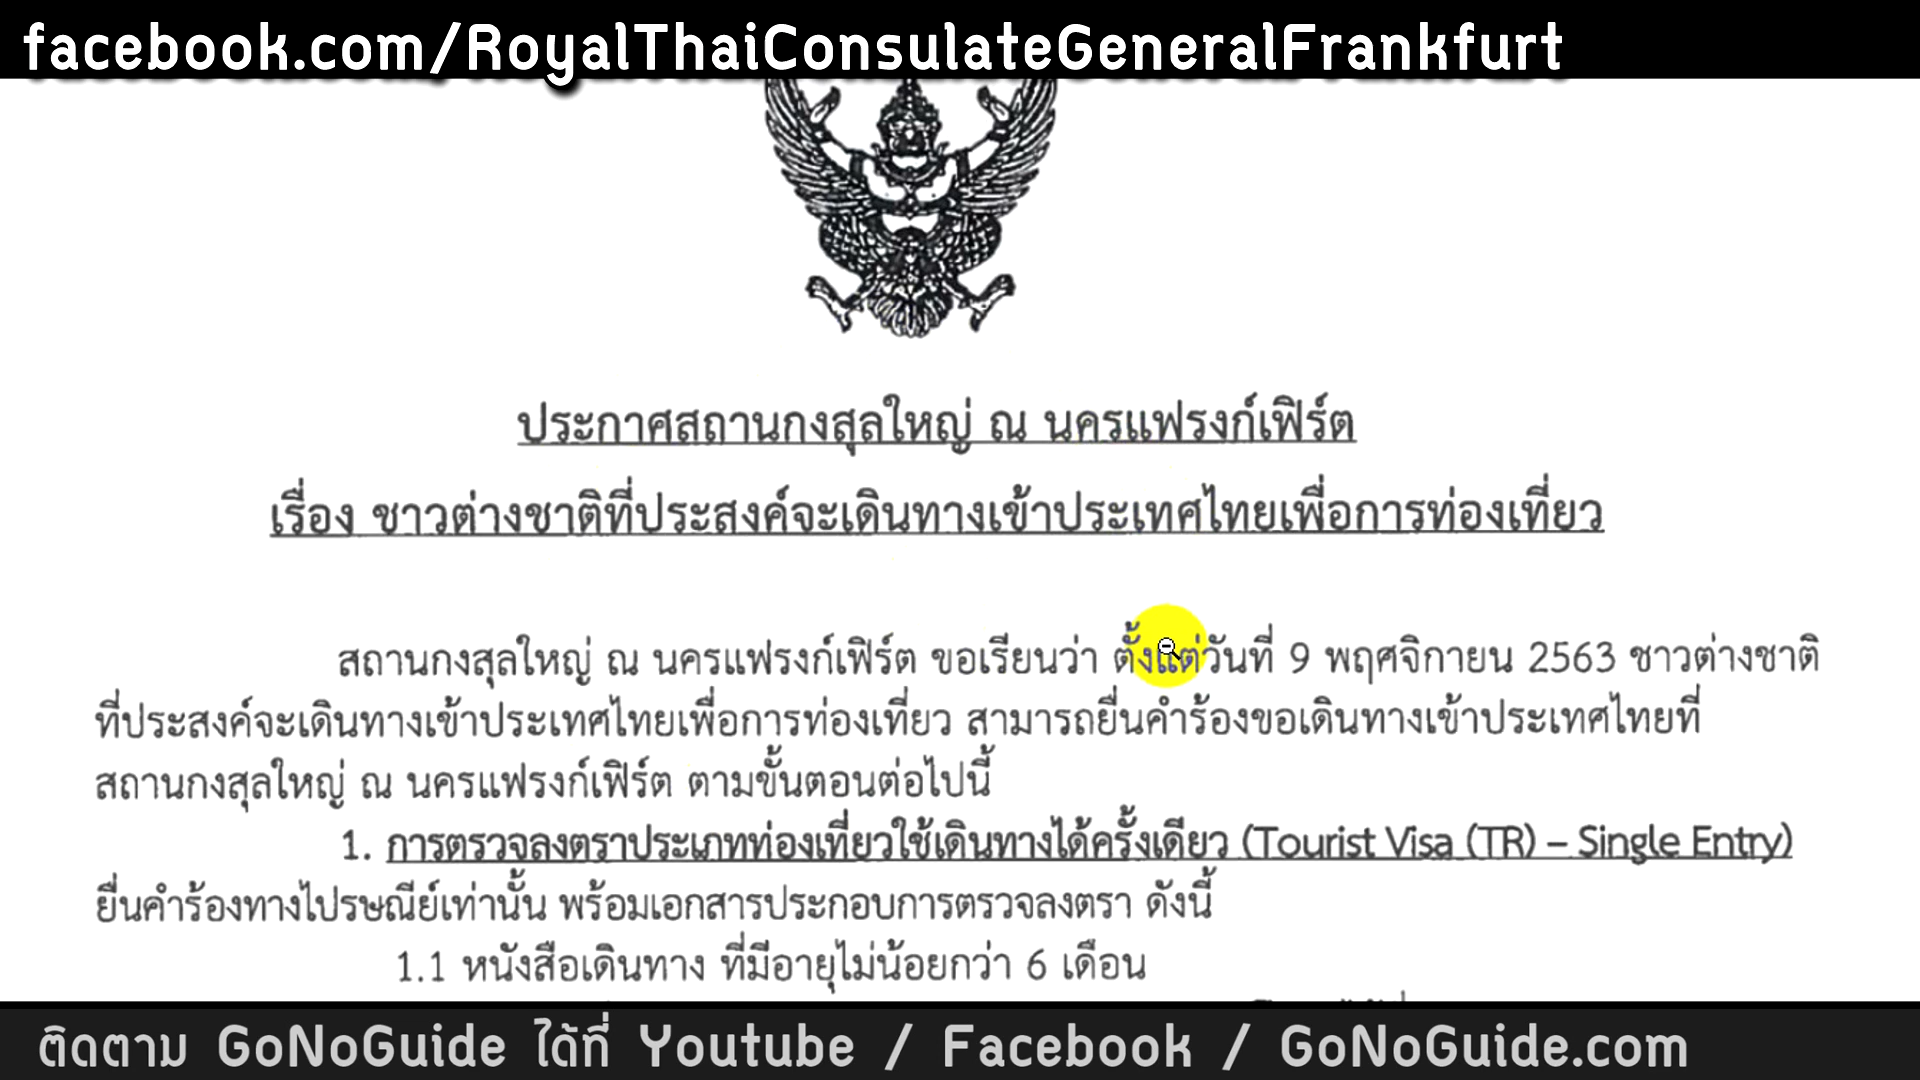 facebook.com/RoyalThaiConsulateGeneralFrankfurt
ประกาศสถานกงสุลใหญ่ ณ นครแฟรงก์เฟิร์ต
เรื่อง ชาวต่างชาติที่ประสงค์จะเดินทางเข้าประเทศไทยเพื่อการท่องเที่ยว
สถานกงสุลใหญ่ ณ นครแฟรงก์เฟิร์ต ขอเรียนว่า ตั้งแต่วันที่ 9 พฤศจิกายน 2563 ชาวต่างชาติ
ที่ประสงค์จะเดินทางเข้าประเทศไทยเพื่อการท่องเที่ยว สามารถยื่นคำร้องขอเดินทางเข้าประเทศไทยที่
สถานกงสุลใหญ่ ณ นครแฟรงก์เฟิร์ต ตามขั้นตอนต่อไปนี้
1. การตรวจลงตราประเภทท่องเที่ยวใช้เดินทางได้ครั้งเดียว (Tourist Visa (TR) – Single Entry)
ยื่นคำร้องทางไปรษณีย์เท่านั้น พร้อมเอกสารประกอบการตรวจลงตรา ดังนี้
1.1 หนังสือเดินทาง ที่มีอายุไม่น้อยกว่า 6 เดือน
ติดตาม GoNoGuide ได้ที่ Youtube / Facebook / GoNoGuide.com